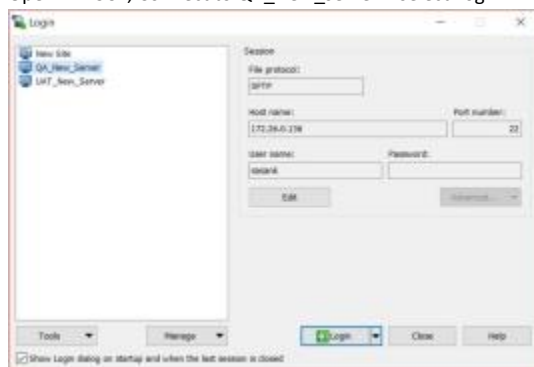 Login
New Site
QA_New_Server
UAT_New_Server
Session
File protocol:
SFTP
Host name:
Port number:
172.26.0.136
22
User name:
Password:
Edit
Advanced...
Tools
Manage
Login
Close
Help
Show Login dialog on startup and when the last session is closed